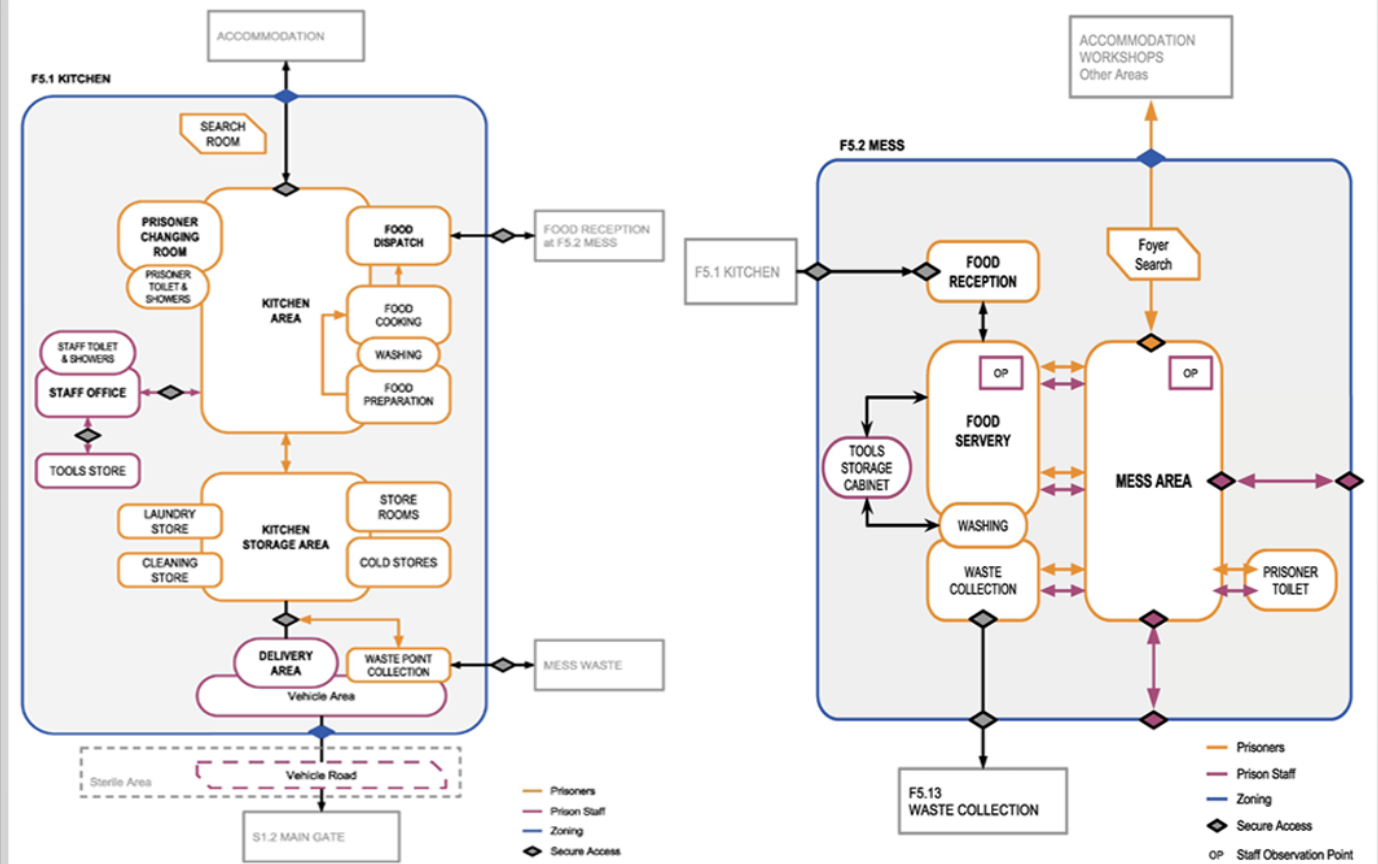 ACCOMMODATION
F5.1 KITCHEN
SEARCH
ROOM
PRISONER
CHANGING
ROOM
PRISONER
TOILET &
SHOWERS
KITCHEN
AREA
FOOD
DISPATCH
FOOD RECEPTION
at F5.2 MESS
FOOD
COOKING
WASHING
FOOD
PREPARATION
STAFF TOILET
& SHOWERS
STAFF OFFICE
TOOLS STORE
LAUNDRY
STORE
CLEANING
STORE
KITCHEN
STORAGE AREA
STORE
ROOMS
COLD STORES
DELIVERY
AREA
WASTE POINT
COLLECTION
MESS WASTE
Vehicle Area
Sterile Area
Vehicle Road
S1.2 MAIN GATE
Prisoners
Prison Staff
Zoning
Secure Access
ACCOMMODATION
WORKSHOPS
Other Areas
F5.2 MESS
F5.1 KITCHEN
FOOD
RECEPTION
Foyer
Search
OP
OP
FOOD
SERVERY
TOOLS
STORAGE
CABINET
MESS AREA
WASHING
WASTE
COLLECTION
PRISONER
TOILET
F5.13
WASTE COLLECTION
Prisoners
Prison Staff
Zoning
Secure Access
OP Staff Observation Point